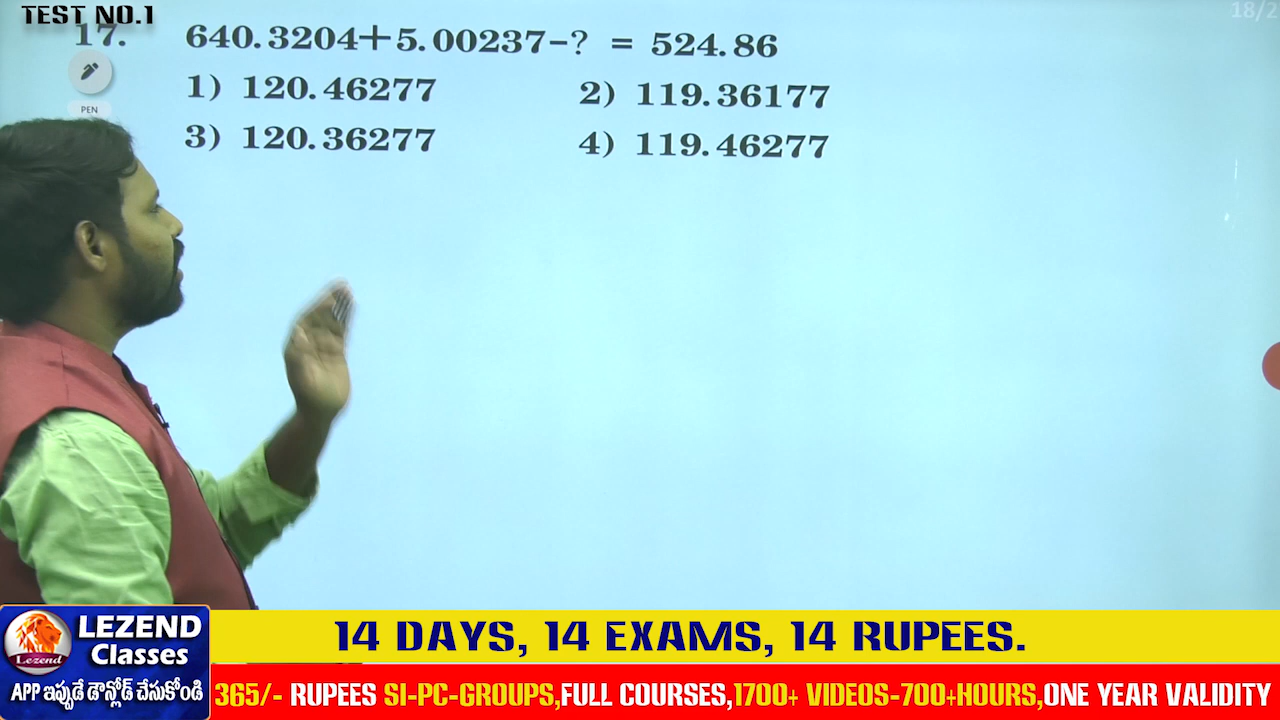 TEST NO.1
18/2
17. 640.3204+5.00237-? = 524.86
PEN
1) 120.46277 2) 119.36177
3) 120.36277 4) 119.46277
LEZEND
Classes
Lezend
APP ఇప్పుడే డౌన్లోడ్ చేసుకోండి
14 DAYS, 14 EXAMS, 14 RUPEES.
365/- RUPEES SI-PC-GROUPS,FULL COURSES,1700+ VIDEOS-700+HOURS,ONE YEAR VALIDITY